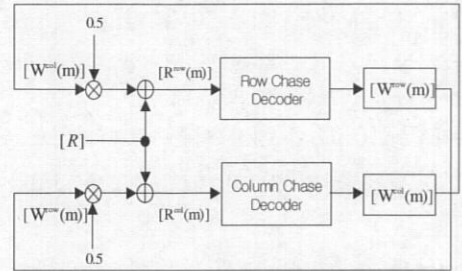 0.5
[W^col(m)]
[R^row(m)]
Row Chase
Decoder
[W^row(m)]
[R]
[W^row(m)]
[R^col(m)]
Column Chase
Decoder
[W^col(m)]
0.5